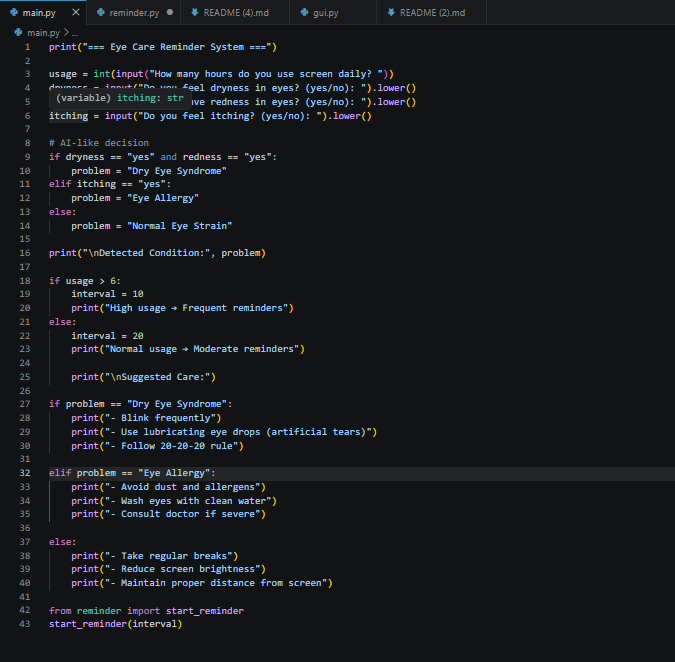 main.py
reminder.py
README (4).md
gui.py
README (2).md
main.py > ...
1 print("=== Eye Care Reminder System ===")
2
3 usage = int(input("How many hours do you use screen daily? "))
4 dryness = input("Do you feel dryness in eyes? (yes/no): ").lower()
(variable) itching: str
5 ve redness in eyes? (yes/no): ").lower()
6 itching = input("Do you feel itching? (yes/no): ").lower()
7
8 # AI-like decision
9 if dryness == "yes" and redness == "yes":
10     problem = "Dry Eye Syndrome"
11 elif itching == "yes":
12     problem = "Eye Allergy"
13 else:
14     problem = "Normal Eye Strain"
15
16 print("\nDetected Condition:", problem)
17
18 if usage > 6:
19     interval = 10
20     print("High usage → Frequent reminders")
21 else:
22     interval = 20
23     print("Normal usage → Moderate reminders")
24
25     print("\nSuggested Care:")
26
27 if problem == "Dry Eye Syndrome":
28     print("- Blink frequently")
29     print("- Use lubricating eye drops (artificial tears)")
30     print("- Follow 20-20-20 rule")
31
32 elif problem == "Eye Allergy":
33     print("- Avoid dust and allergens")
34     print("- Wash eyes with clean water")
35     print("- Consult doctor if severe")
36
37 else:
38     print("- Take regular breaks")
39     print("- Reduce screen brightness")
40     print("- Maintain proper distance from screen")
41
42 from reminder import start_reminder
43 start_reminder(interval)